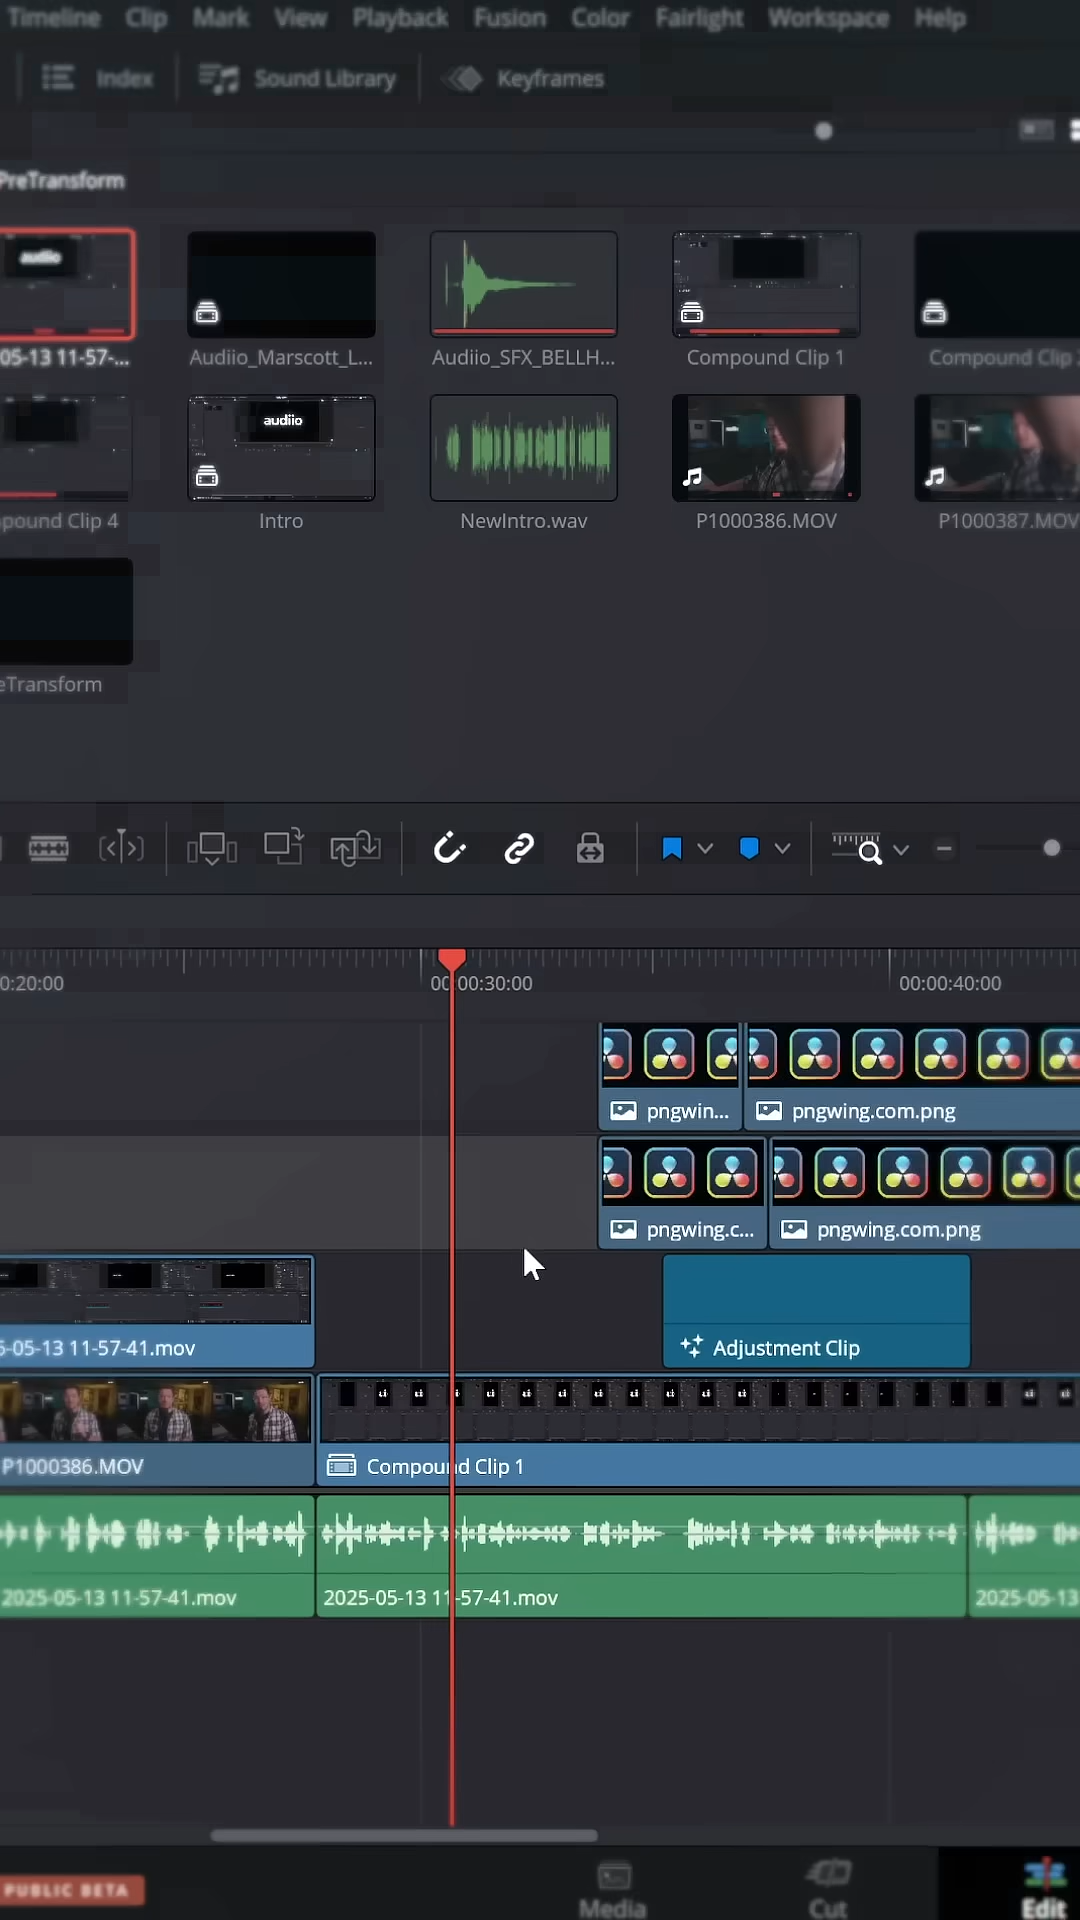 Timeline Clip Mark View Playback Fusion Color Fairlight Workspace Help
Index Sound Library Keyframes
PreTransform
audiio
05-13 11-57-... Audiio_Marscott_L... Audiio_SFX_BELLH... Compound Clip 1 Compound Clip
audiio
pound Clip 4 Intro NewIntro.wav P1000386.MOV P1000387.MOV
eTransform
0:20:00 00:00:30:00 00:00:40:00
pngwin... pngwing.com.png
pngwing.c... pngwing.com.png
5-05-13 11-57-41.mov Adjustment Clip
P1000386.MOV Compound Clip 1
2025-05-13 11-57-41.mov 2025-05-13 11-57-41.mov 2025-05-13
PUBLIC BETA Media Cut Edit